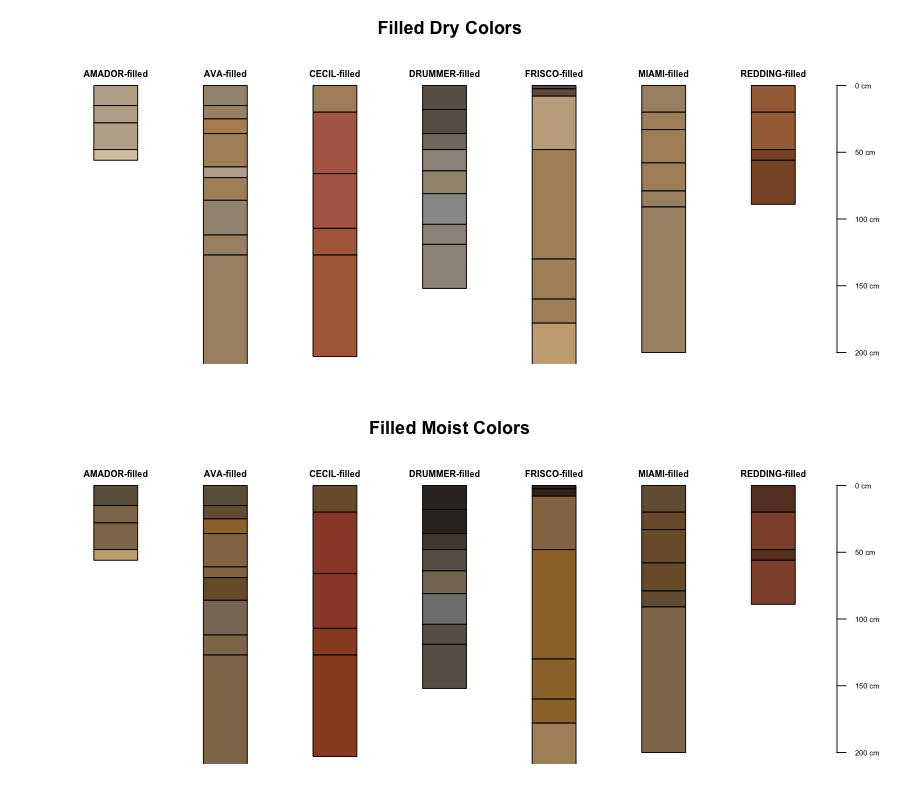 Filled Dry Colors
AMADOR-filled AVA-filled CECIL-filled DRUMMER-filled FRISCO-filled MIAMI-filled REDDING-filled
0 cm
50 cm
100 cm
150 cm
200 cm
Filled Moist Colors
AMADOR-filled AVA-filled CECIL-filled DRUMMER-filled FRISCO-filled MIAMI-filled REDDING-filled
0 cm
50 cm
100 cm
150 cm
200 cm